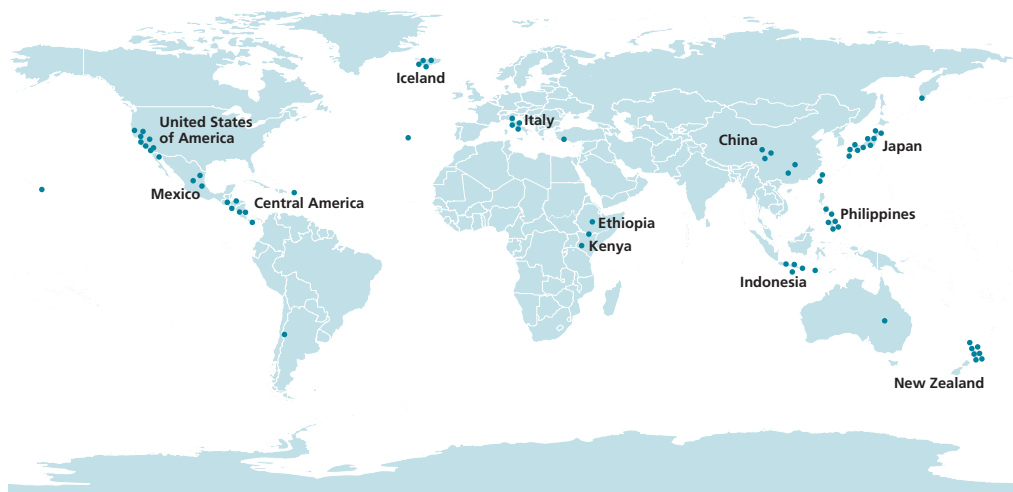 Iceland
United States
of America
Italy
China
Japan
Mexico
Central America
Philippines
Ethiopia
Kenya
Indonesia
New Zealand